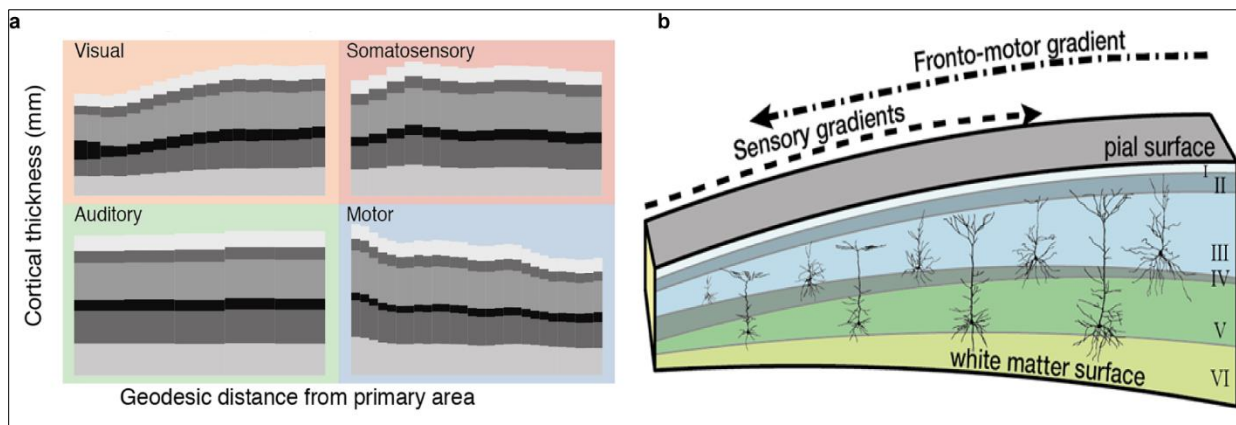 a
Visual
Somatosensory
Auditory
Motor
Cortical thickness (mm)
Geodesic distance from primary area
b
Fronto-motor gradient
Sensory gradients
pial surface
I
II
III
IV
V
white matter surface
VI